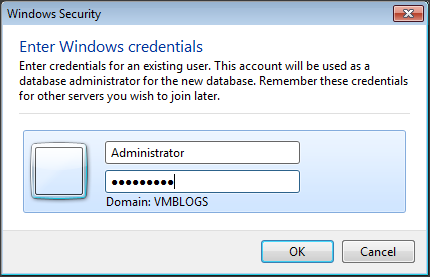 Windows Security
Enter Windows credentials
Enter credentials for an existing user. This account will be used as a
database administrator for the new database. Remember these credentials
for other servers you wish to join later.
Administrator
●●●●●●●●●
Domain: VMBLOGS
OK
Cancel